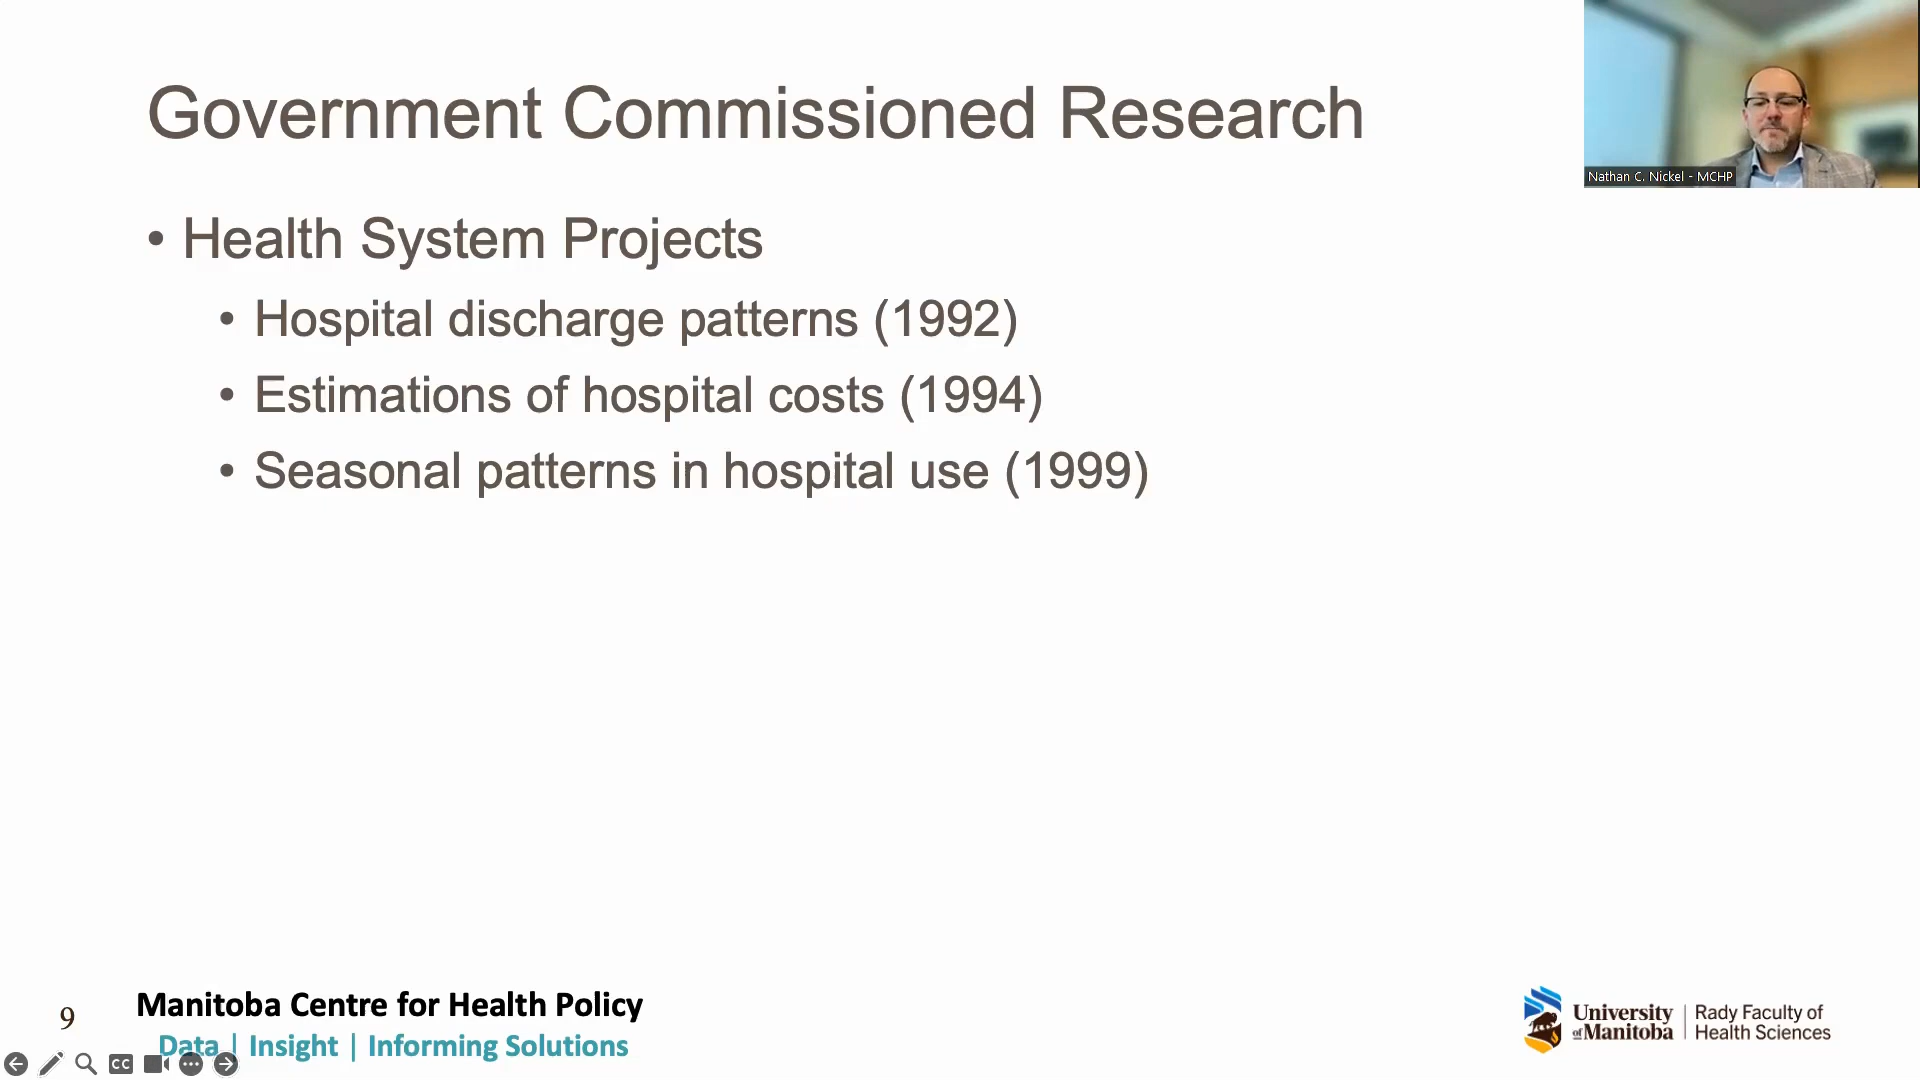 Government Commissioned Research
Nathan C. Nickel - MCHP
• Health System Projects
• Hospital discharge patterns (1992)
• Estimations of hospital costs (1994)
• Seasonal patterns in hospital use (1999)
9
Manitoba Centre for Health Policy
Data | Insight | Informing Solutions
CC
University
of Manitoba
Rady Faculty of
Health Sciences